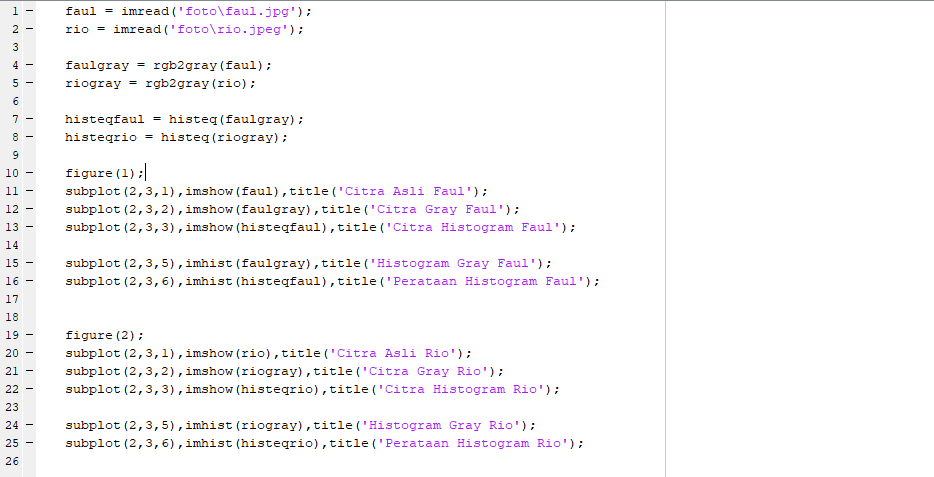 1 - faul = imread('foto\faul.jpg');
2 - rio = imread('foto\rio.jpeg');
3
4 - faulgray = rgb2gray(faul);
5 - riogray = rgb2gray(rio);
6
7 - histeqfaul = histeq(faulgray);
8 - histeqrio = histeq(riogray);
9
10 - figure(1);
11 - subplot(2,3,1),imshow(faul),title('Citra Asli Faul');
12 - subplot(2,3,2),imshow(faulgray),title('Citra Gray Faul');
13 - subplot(2,3,3),imshow(histeqfaul),title('Citra Histogram Faul');
14
15 - subplot(2,3,5),imhist(faulgray),title('Histogram Gray Faul');
16 - subplot(2,3,6),imhist(histeqfaul),title('Perataan Histogram Faul');
17
18
19 - figure(2);
20 - subplot(2,3,1),imshow(rio),title('Citra Asli Rio');
21 - subplot(2,3,2),imshow(riogray),title('Citra Gray Rio');
22 - subplot(2,3,3),imshow(histeqrio),title('Citra Histogram Rio');
23
24 - subplot(2,3,5),imhist(riogray),title('Histogram Gray Rio');
25 - subplot(2,3,6),imhist(histeqrio),title('Perataan Histogram Rio');
26